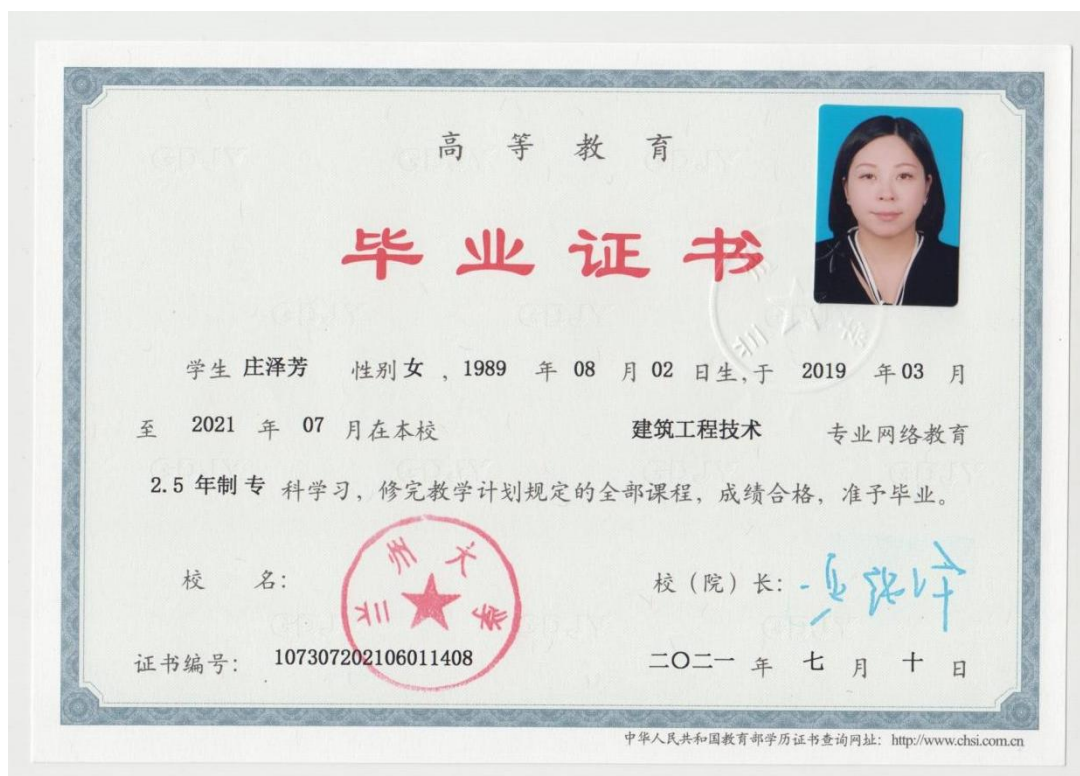 高等教育
毕业证书
学生 庄泽芳 性别 女 , 1989 年 08 月 02 日生,于 2019 年 03 月
至 2021 年 07 月在本校 建筑工程技术 专业网络教育
2.5 年制 专 科学习，修完教学计划规定的全部课程，成绩合格，准予毕业。
兰州大学
校 名： 校（院）长：
证书编号： 107307202106011408 二〇二一 年 七 月 十 日
中华人民共和国教育部学历证书查询网址：http://www.chsi.com.cn